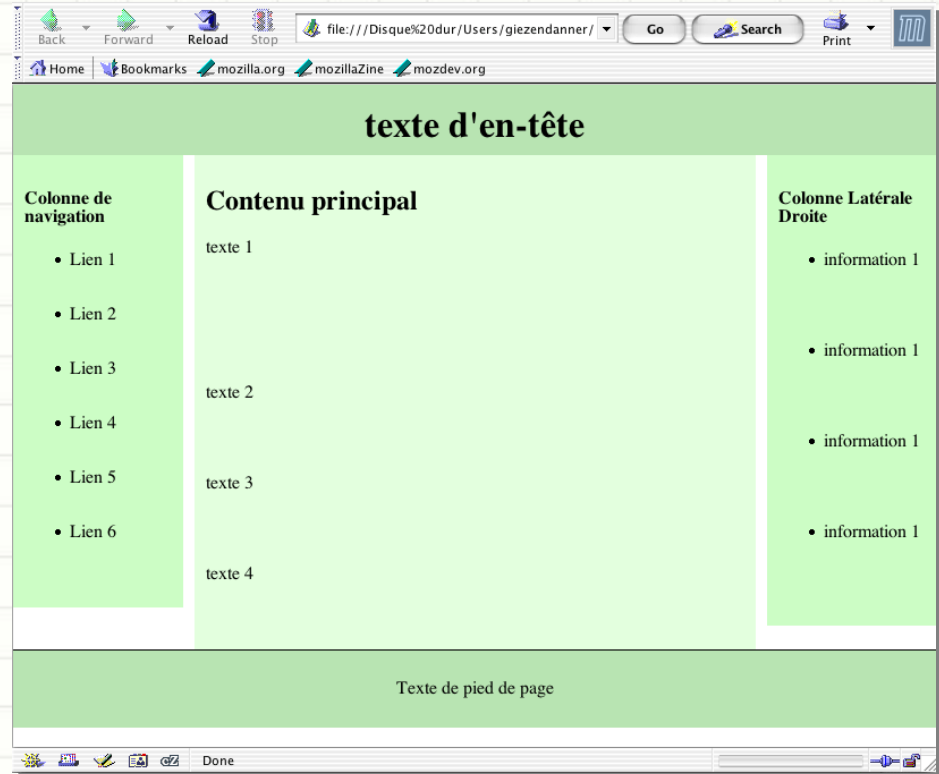 Back Forward Reload Stop file:///Disque%20dur/Users/giezendanner/ Go Search Print
Home Bookmarks mozilla.org mozillaZine mozdev.org
texte d'en-tête
Colonne de
navigation
Lien 1
Lien 2
Lien 3
Lien 4
Lien 5
Lien 6
Contenu principal
texte 1
texte 2
texte 3
texte 4
Colonne Latérale
Droite
information 1
information 1
information 1
information 1
Texte de pied de page
Done